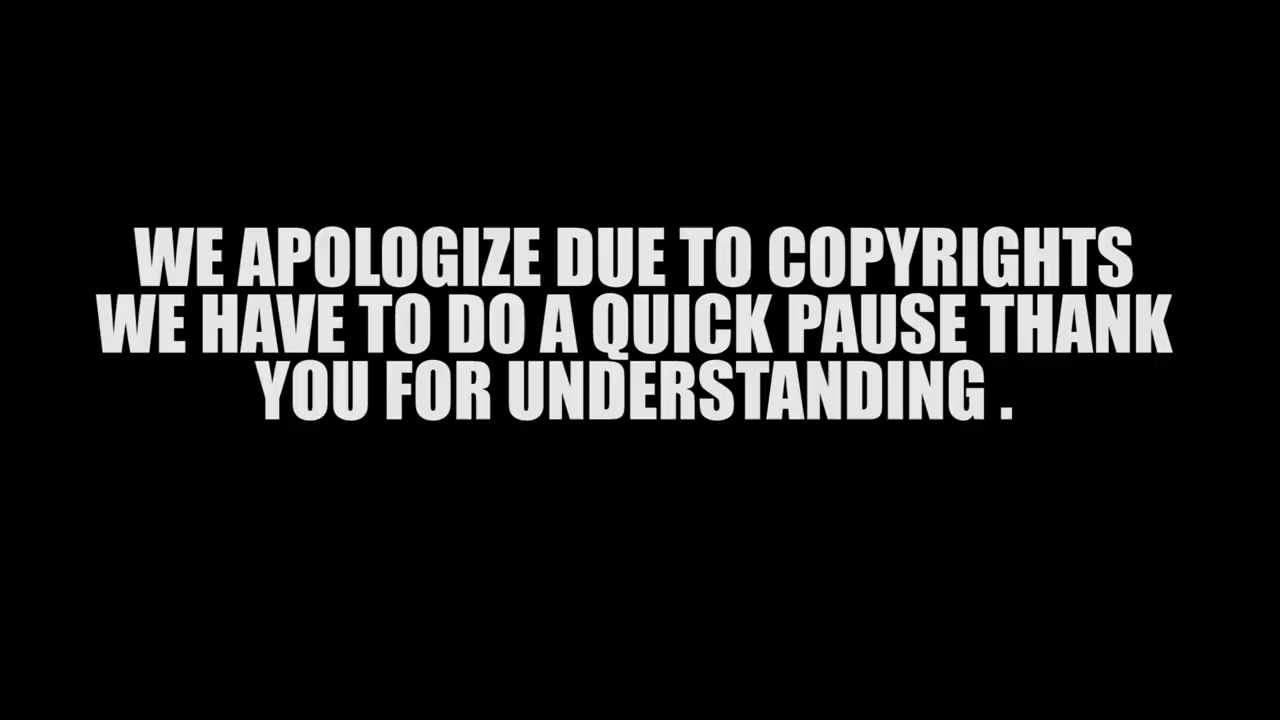 WE APOLOGIZE DUE TO COPYRIGHTS
WE HAVE TO DO A QUICK PAUSE THANK
YOU FOR UNDERSTANDING .